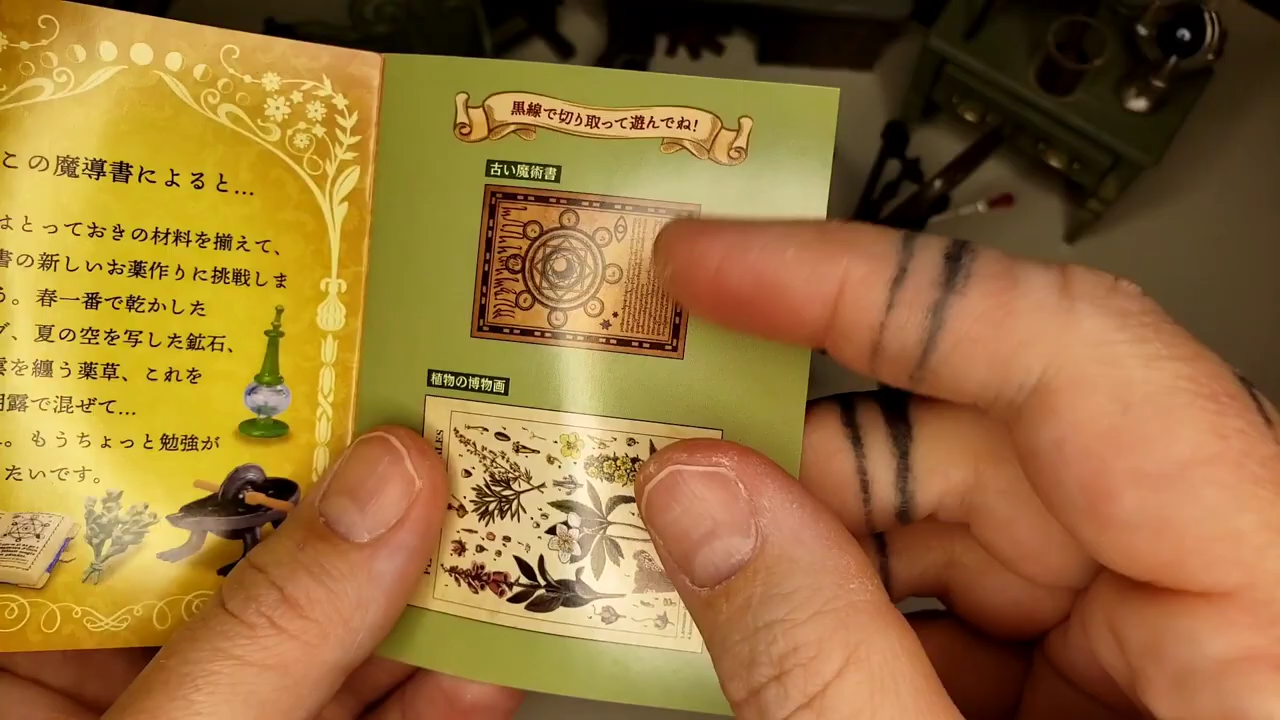 この魔導書によると…
はとっておきの材料を揃えて、
書の新しいお薬作りに挑戦しま
う。春一番で乾かした
グ、夏の空を写した鉱石、
を纏う薬草、これを
朝露で混ぜて…
。もうちょっと勉強が
たいです。
黒線で切り取って遊んでね!
古い魔術書
植物の博物画